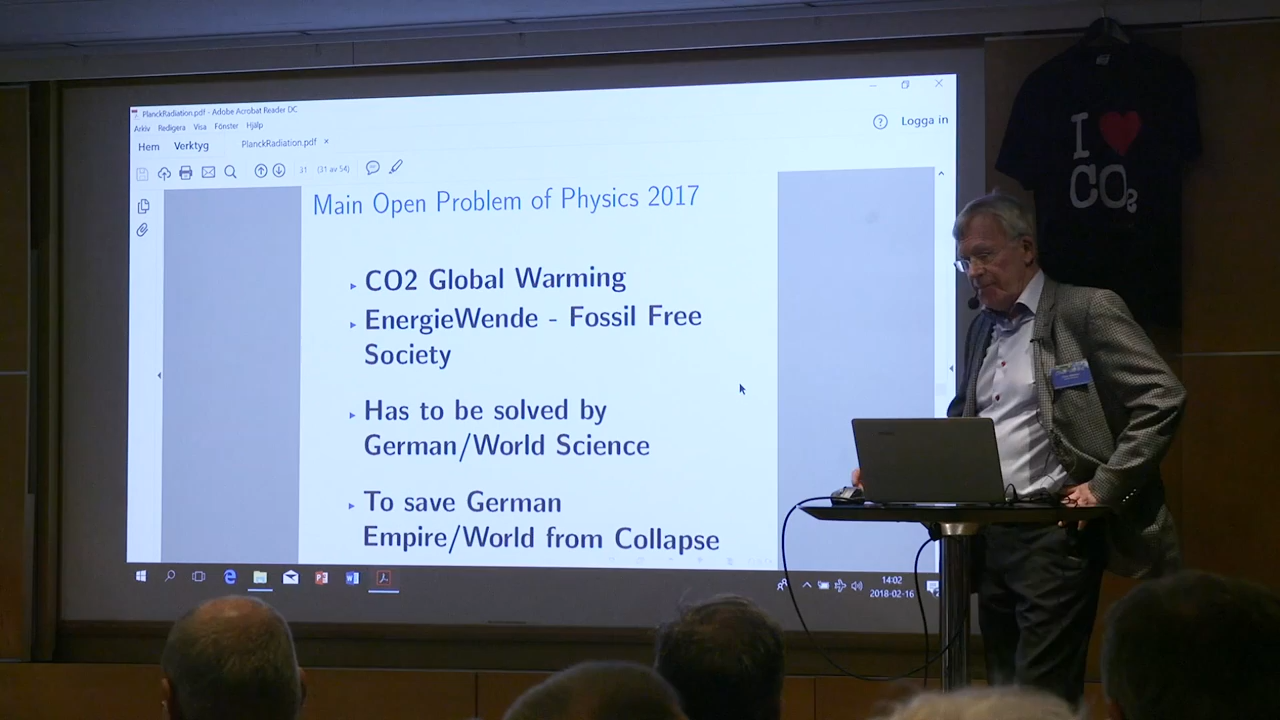 PlanckRadiation.pdf - Adobe Acrobat Reader DC
Arkiv Redigera Visa Fönster Hjälp
Hem Verktyg PlanckRadiation.pdf ×
? Logga in
31 (31 av 54)
Main Open Problem of Physics 2017
CO2 Global Warming
EnergieWende - Fossil Free
Society
Has to be solved by
German/World Science
To save German
Empire/World from Collapse
14:02
2018-02-16
I ♥
CO2